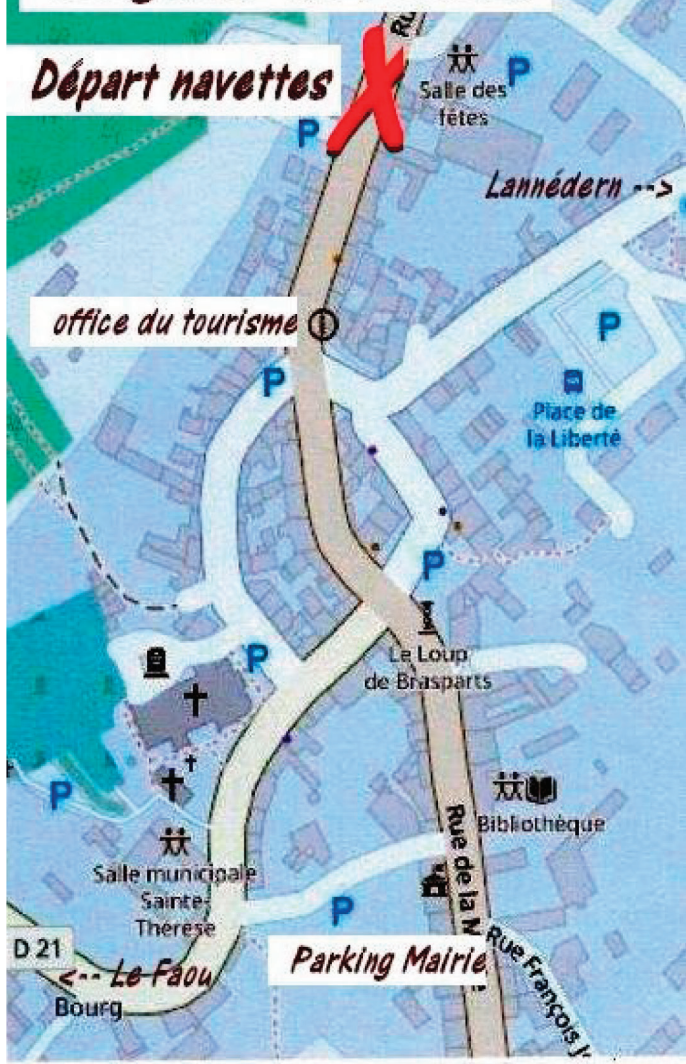 Départ navettes
P
Salle des
fêtes
P
Lannédern -->
office du tourisme
P
P
Place de
la Liberté
P
Le Loup
de Brasparts
P
P
Bibliothèque
Salle municipale
Sainte-
Thérèse
Rue de la
P
D 21
<-- Le Faou
Parking Mairie
Rue François
Bourg